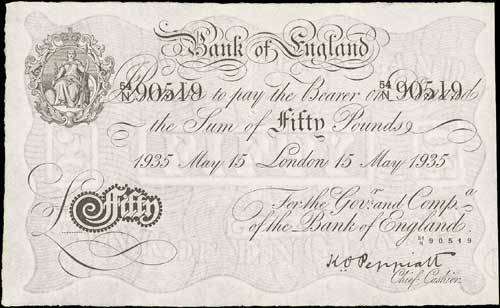 Bank of England
54/N 90519 to pay the Bearer on Demand 54/N 90519
the Sum of Fifty Pounds
1935 May 15 London 15 May 1935
For the Gov.r and Comp.a
of the Bank of England.
£ Fifty
54/N 90519
K.O. Peppiatt
Chief Cashier.